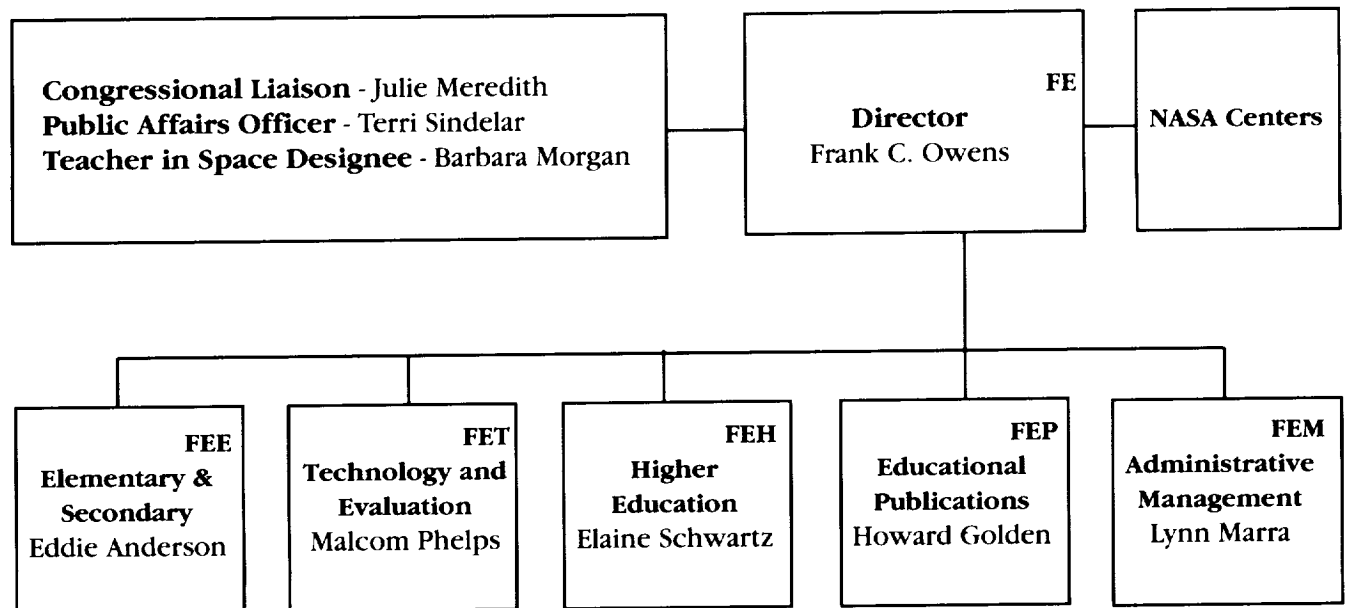 Congressional Liaison - Julie Meredith
Public Affairs Officer - Terri Sindelar
Teacher in Space Designee - Barbara Morgan
FE
Director
Frank C. Owens
NASA Centers
FEE
Elementary &
Secondary
Eddie Anderson
FET
Technology and
Evaluation
Malcom Phelps
FEH
Higher
Education
Elaine Schwartz
FEP
Educational
Publications
Howard Golden
FEM
Administrative
Management
Lynn Marra